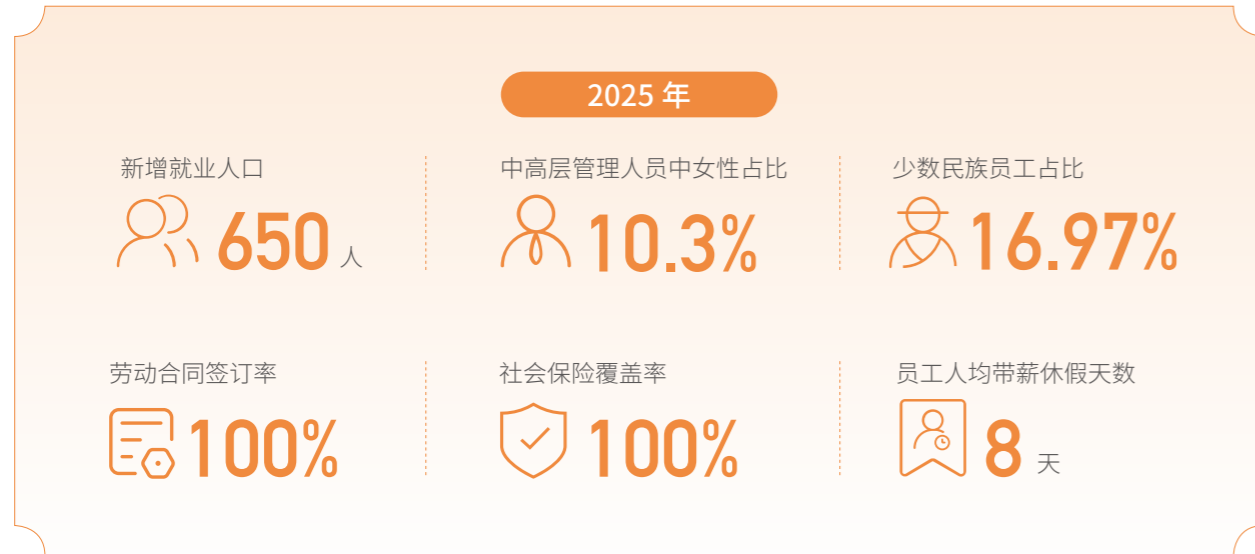 2025 年
新增就业人口
650 人
中高层管理人员中女性占比
10.3%
少数民族员工占比
16.97%
劳动合同签订率
100%
社会保险覆盖率
100%
员工人均带薪休假天数
8 天